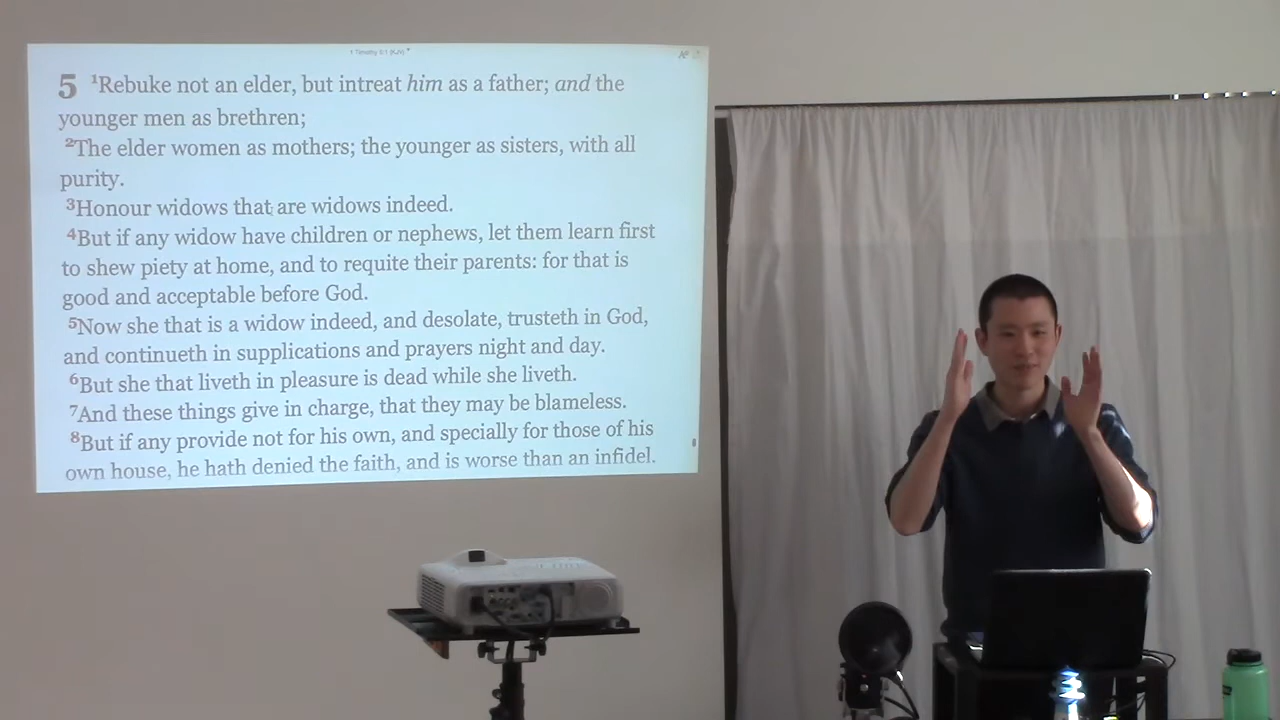 1 Timothy 5:1 (KJV)
5 ¹Rebuke not an elder, but intreat him as a father; and the
younger men as brethren;
²The elder women as mothers; the younger as sisters, with all
purity.
³Honour widows that are widows indeed.
⁴But if any widow have children or nephews, let them learn first
to shew piety at home, and to requite their parents: for that is
good and acceptable before God.
⁵Now she that is a widow indeed, and desolate, trusteth in God,
and continueth in supplications and prayers night and day.
⁶But she that liveth in pleasure is dead while she liveth.
⁷And these things give in charge, that they may be blameless.
⁸But if any provide not for his own, and specially for those of his
own house, he hath denied the faith, and is worse than an infidel.